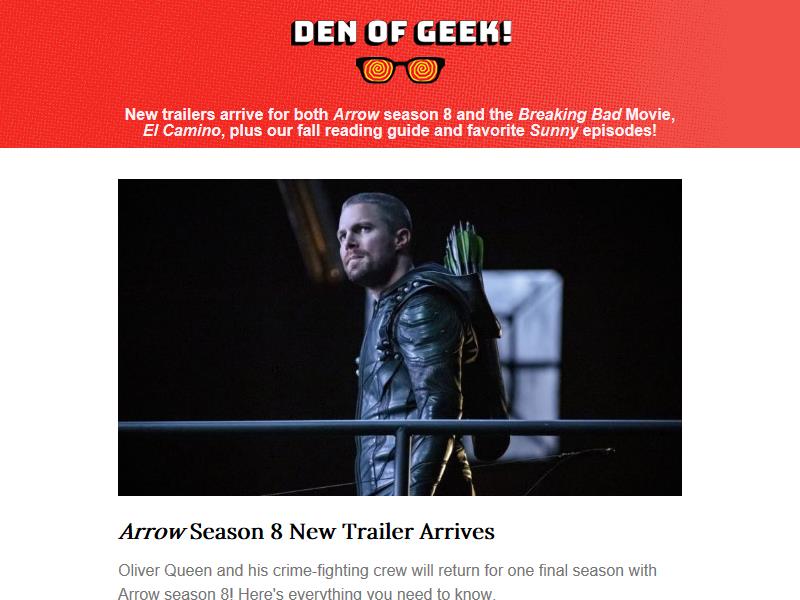 DEN OF GEEK!
New trailers arrive for both Arrow season 8 and the Breaking Bad Movie,
El Camino, plus our fall reading guide and favorite Sunny episodes!
Arrow Season 8 New Trailer Arrives
Oliver Queen and his crime-fighting crew will return for one final season with
Arrow season 8! Here's everything you need to know.